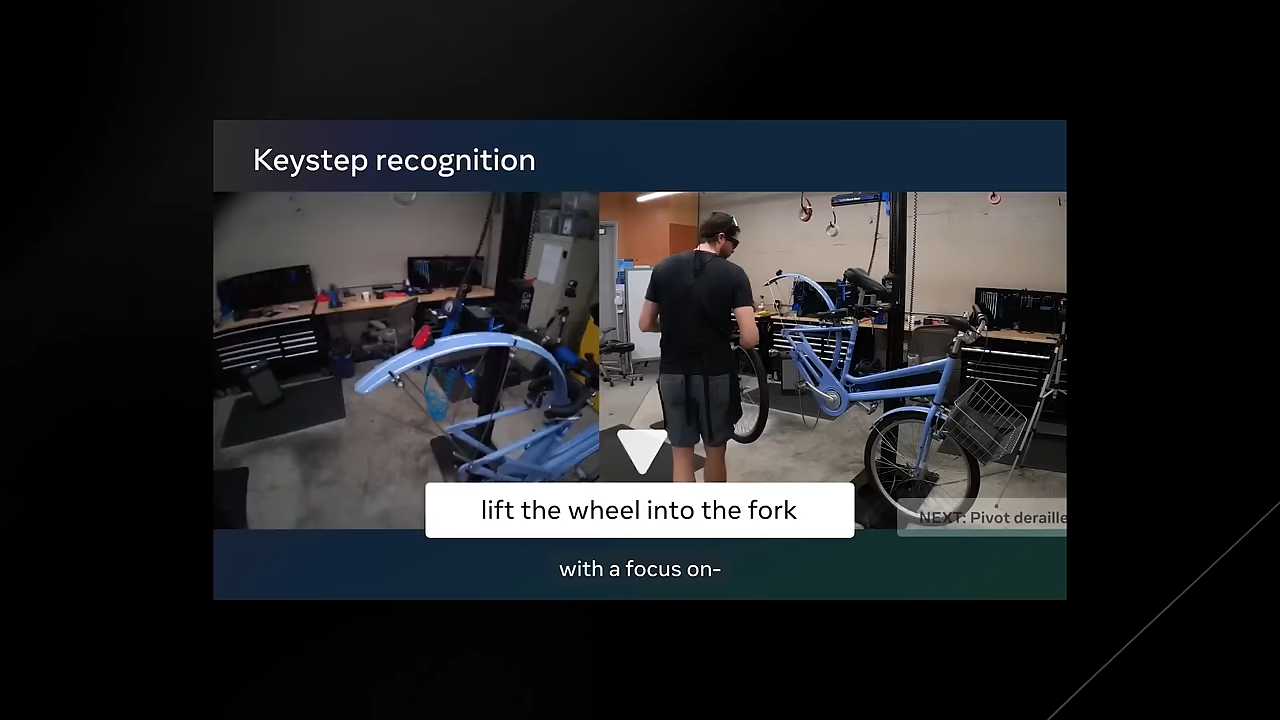 Keystep recognition
lift the wheel into the fork
NEXT: Pivot deraille
with a focus on-